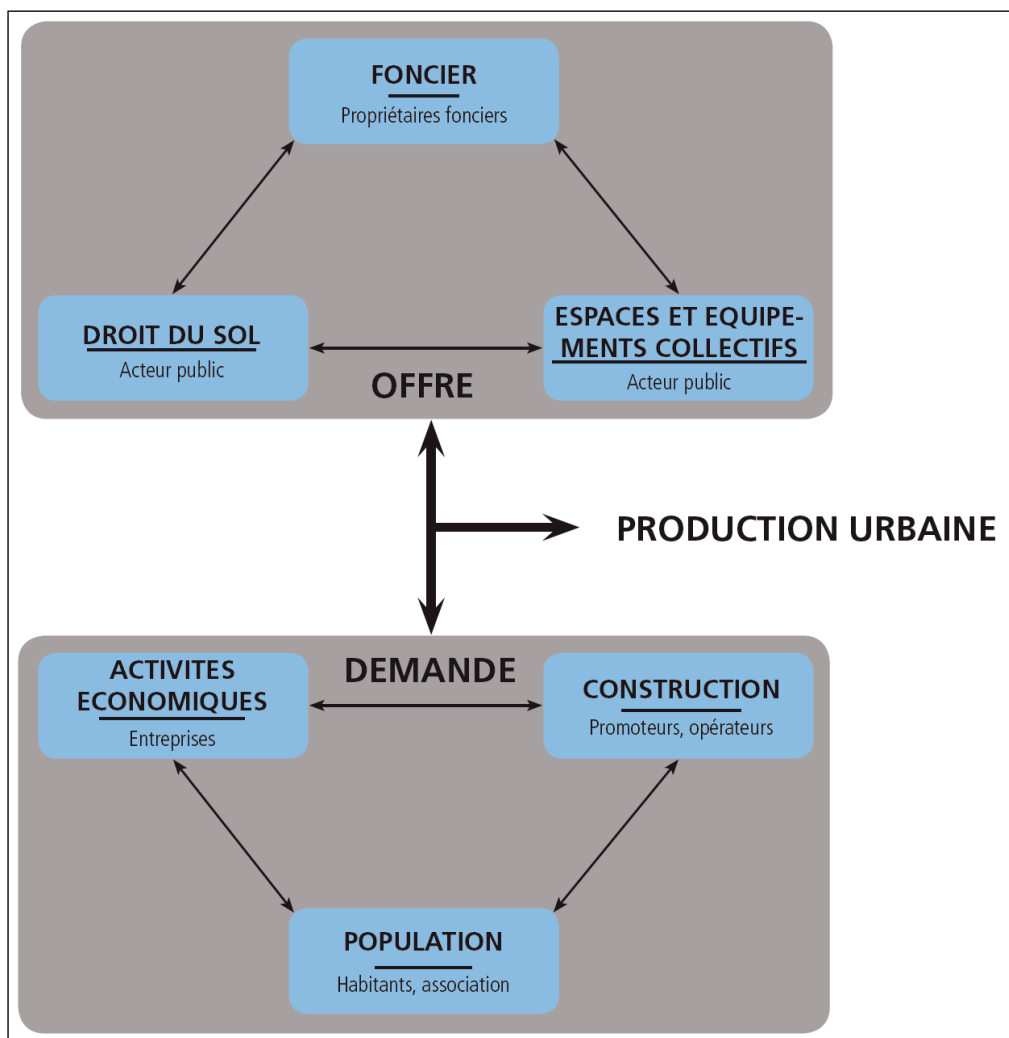 FONCIER
Propriétaires fonciers
DROIT DU SOL
Acteur public
ESPACES ET EQUIPE-
MENTS COLLECTIFS
Acteur public
OFFRE
PRODUCTION URBAINE
DEMANDE
ACTIVITES
ECONOMIQUES
Entreprises
CONSTRUCTION
Promoteurs, opérateurs
POPULATION
Habitants, association